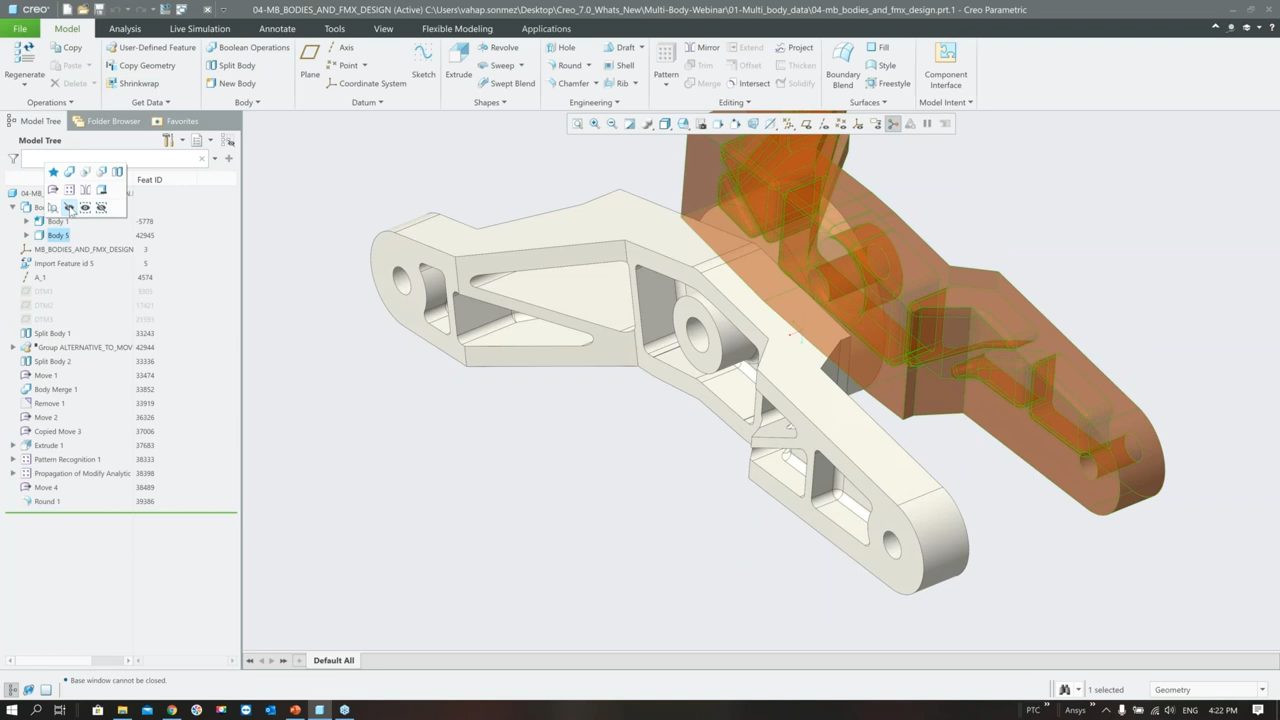 creo
04-MB_BODIES_AND_FMX_DESIGN (Active) C:\Users\vahap.sonmez\Desktop\Creo_7.0_Whats_New\Multi-Body-Webinar\01-Multi_body_data\04-mb_bodies_and_fmx_design.prt.1 - Creo Parametric
File
Model
Analysis
Live Simulation
Annotate
Tools
View
Flexible Modeling
Applications
Regenerate
Copy
Paste
Delete
Operations
User-Defined Feature
Copy Geometry
Shrinkwrap
Get Data
Boolean Operations
Split Body
New Body
Body
Plane
Axis
Point
Coordinate System
Sketch
Datum
Extrude
Revolve
Sweep
Swept Blend
Shapes
Hole
Round
Chamfer
Draft
Shell
Rib
Engineering
Pattern
Mirror
Trim
Merge
Extend
Offset
Intersect
Project
Thicken
Solidify
Editing
Boundary Blend
Fill
Style
Freestyle
Surfaces
Component Interface
Model Intent
Model Tree
Folder Browser
Favorites
Model Tree
Feat ID
04-MB_
Body 1 -5778
Body 5 42945
MB_BODIES_AND_FMX_DESIGN 3
Import Feature id 5 5
A_1 4574
DTM1
DTM2
DTM3
Split Body 1 33243
*Group ALTERNATIVE_TO_MOV 42944
Split Body 2 33336
Move 1 33474
Body Merge 1 33852
Remove 1 33919
Move 2 36326
Copied Move 3 37006
Extrude 1 37683
Pattern Recognition 1 38333
Propagation of Modify Analytic 38398
Move 4 38489
Round 1 39386
Default All
Base window cannot be closed.
1 selected
Geometry
PTC
Ansys
ENG
4:22 PM